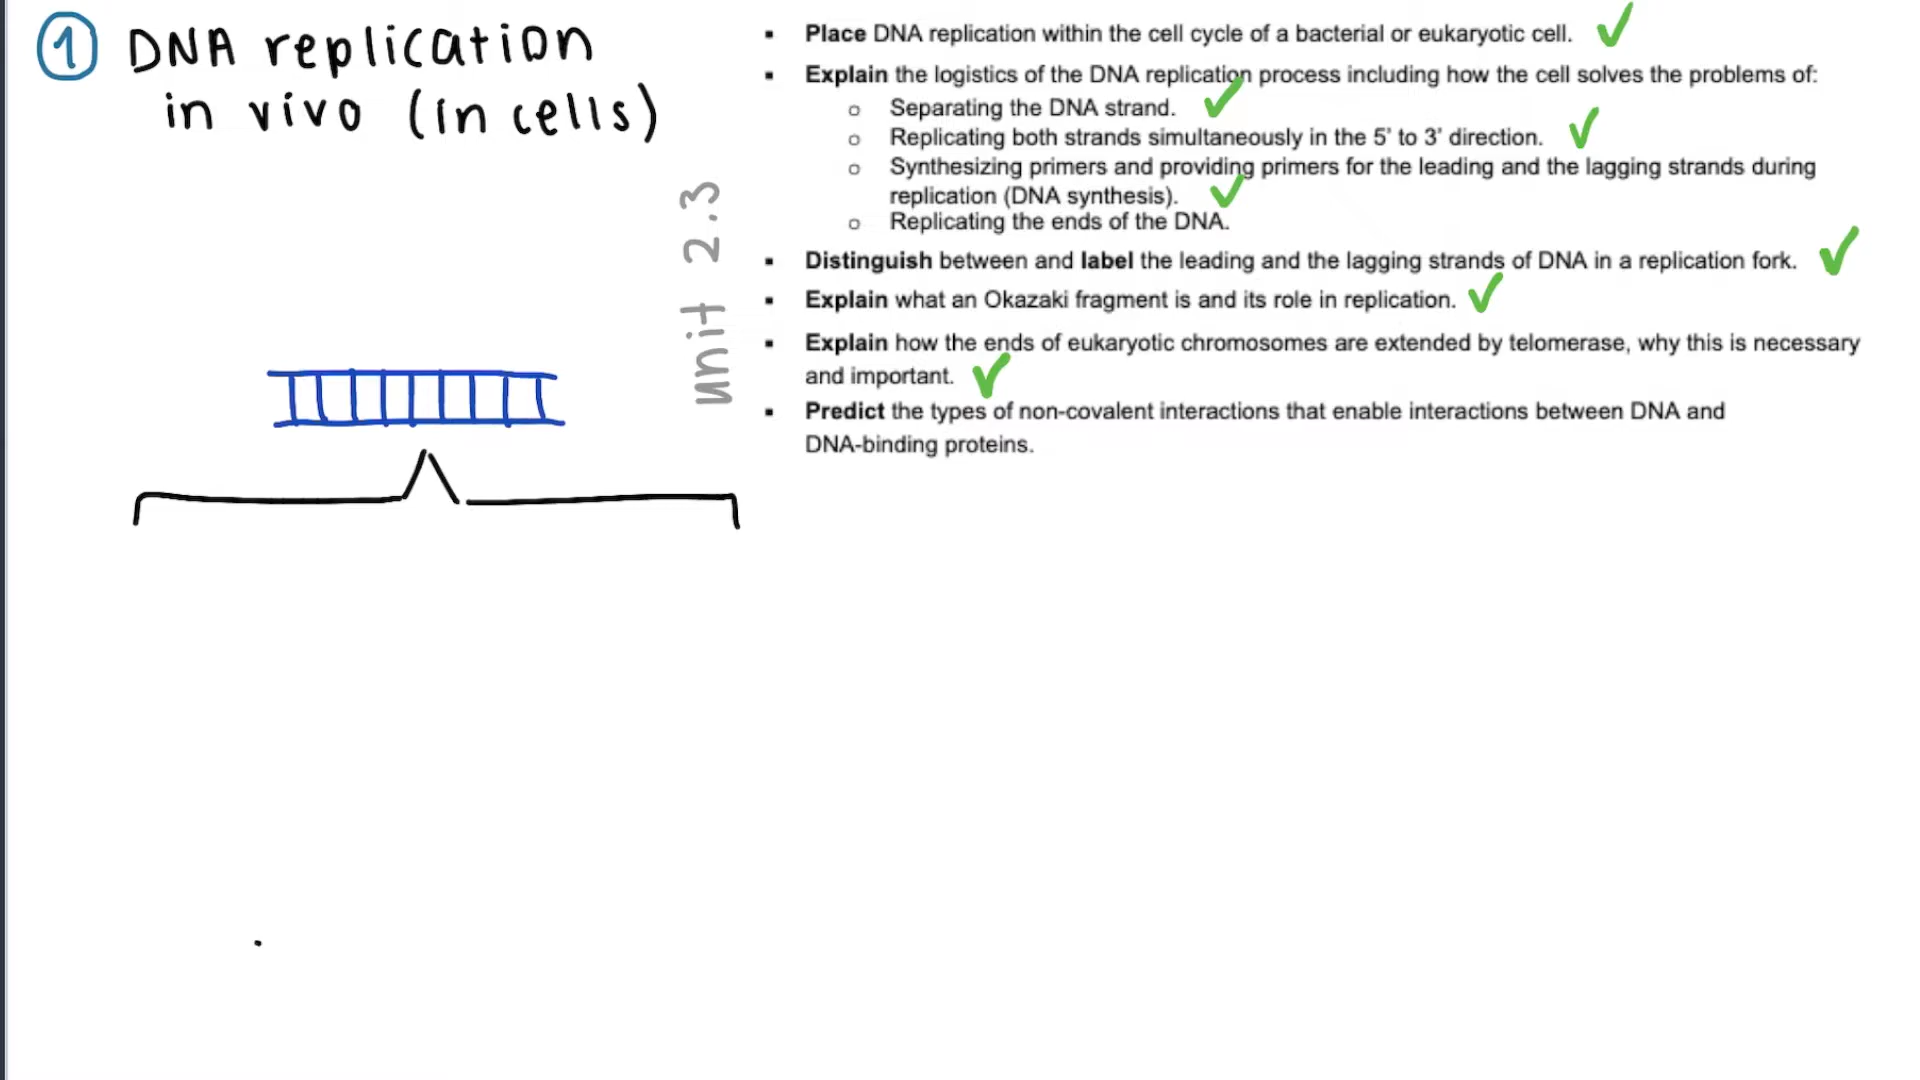 1 DNA replication
in vivo (in cells)
unit 2.3
▪ Place DNA replication within the cell cycle of a bacterial or eukaryotic cell. ✓
▪ Explain the logistics of the DNA replication process including how the cell solves the problems of:
o Separating the DNA strand. ✓
o Replicating both strands simultaneously in the 5' to 3' direction. ✓
o Synthesizing primers and providing primers for the leading and the lagging strands during
replication (DNA synthesis). ✓
o Replicating the ends of the DNA.
▪ Distinguish between and label the leading and the lagging strands of DNA in a replication fork. ✓
▪ Explain what an Okazaki fragment is and its role in replication. ✓
▪ Explain how the ends of eukaryotic chromosomes are extended by telomerase, why this is necessary
and important. ✓
▪ Predict the types of non-covalent interactions that enable interactions between DNA and
DNA-binding proteins.